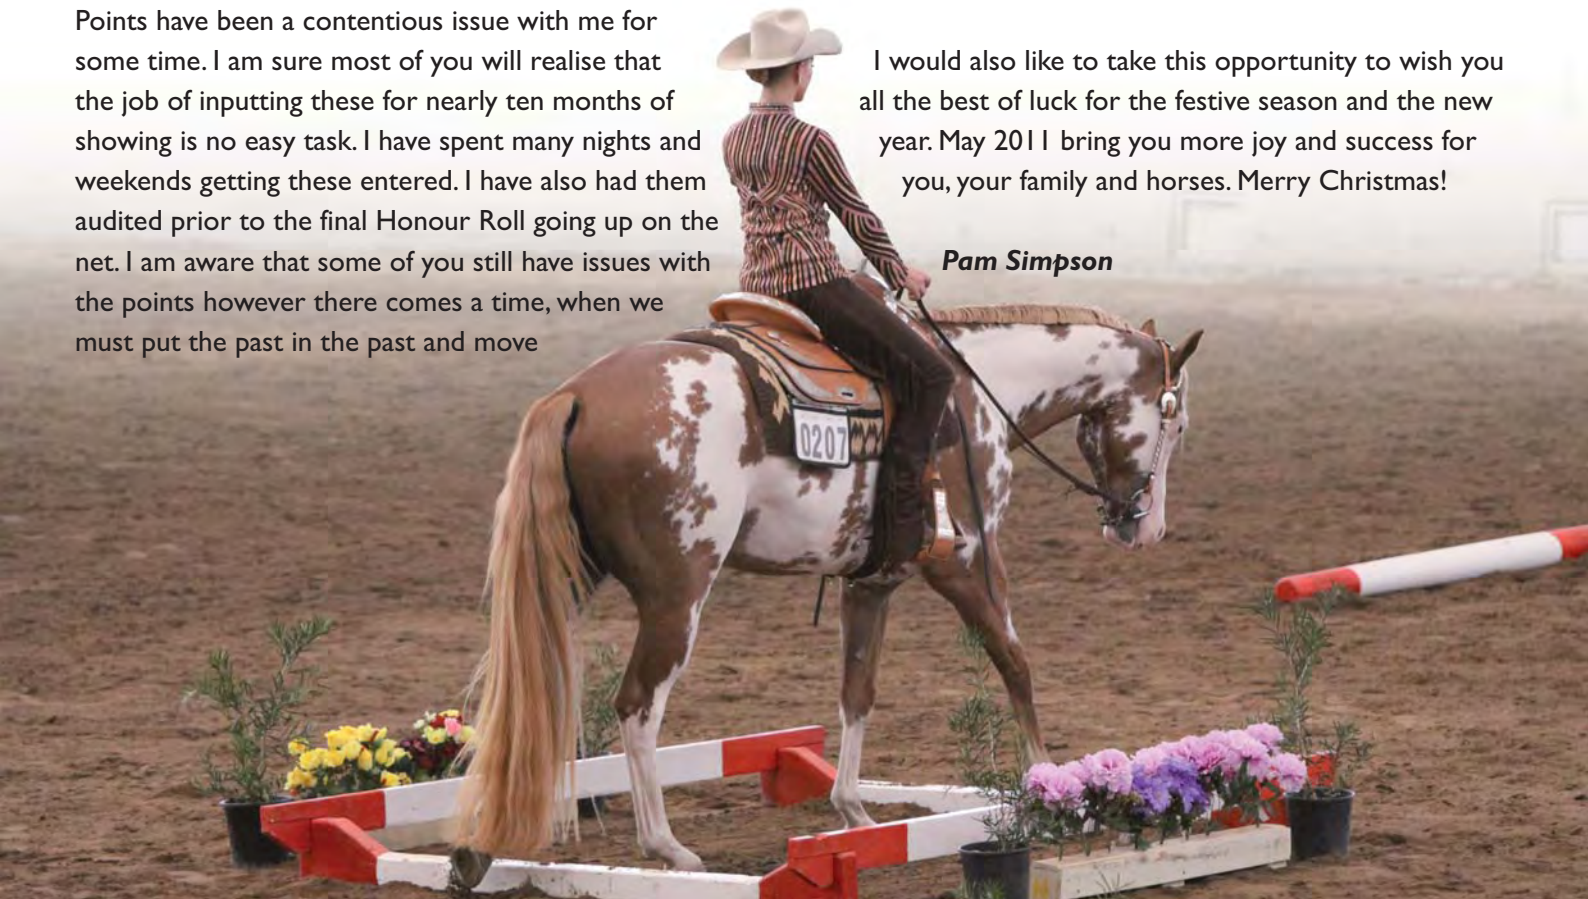 Points have been a contentious issue with me for
some time. I am sure most of you will realise that
the job of inputting these for nearly ten months of
showing is no easy task. I have spent many nights and
weekends getting these entered. I have also had them
audited prior to the final Honour Roll going up on the
net. I am aware that some of you still have issues with
the points however there comes a time, when we
must put the past in the past and move
I would also like to take this opportunity to wish you
all the best of luck for the festive season and the new
year. May 2011 bring you more joy and success for
you, your family and horses. Merry Christmas!
Pam Simpson
0207